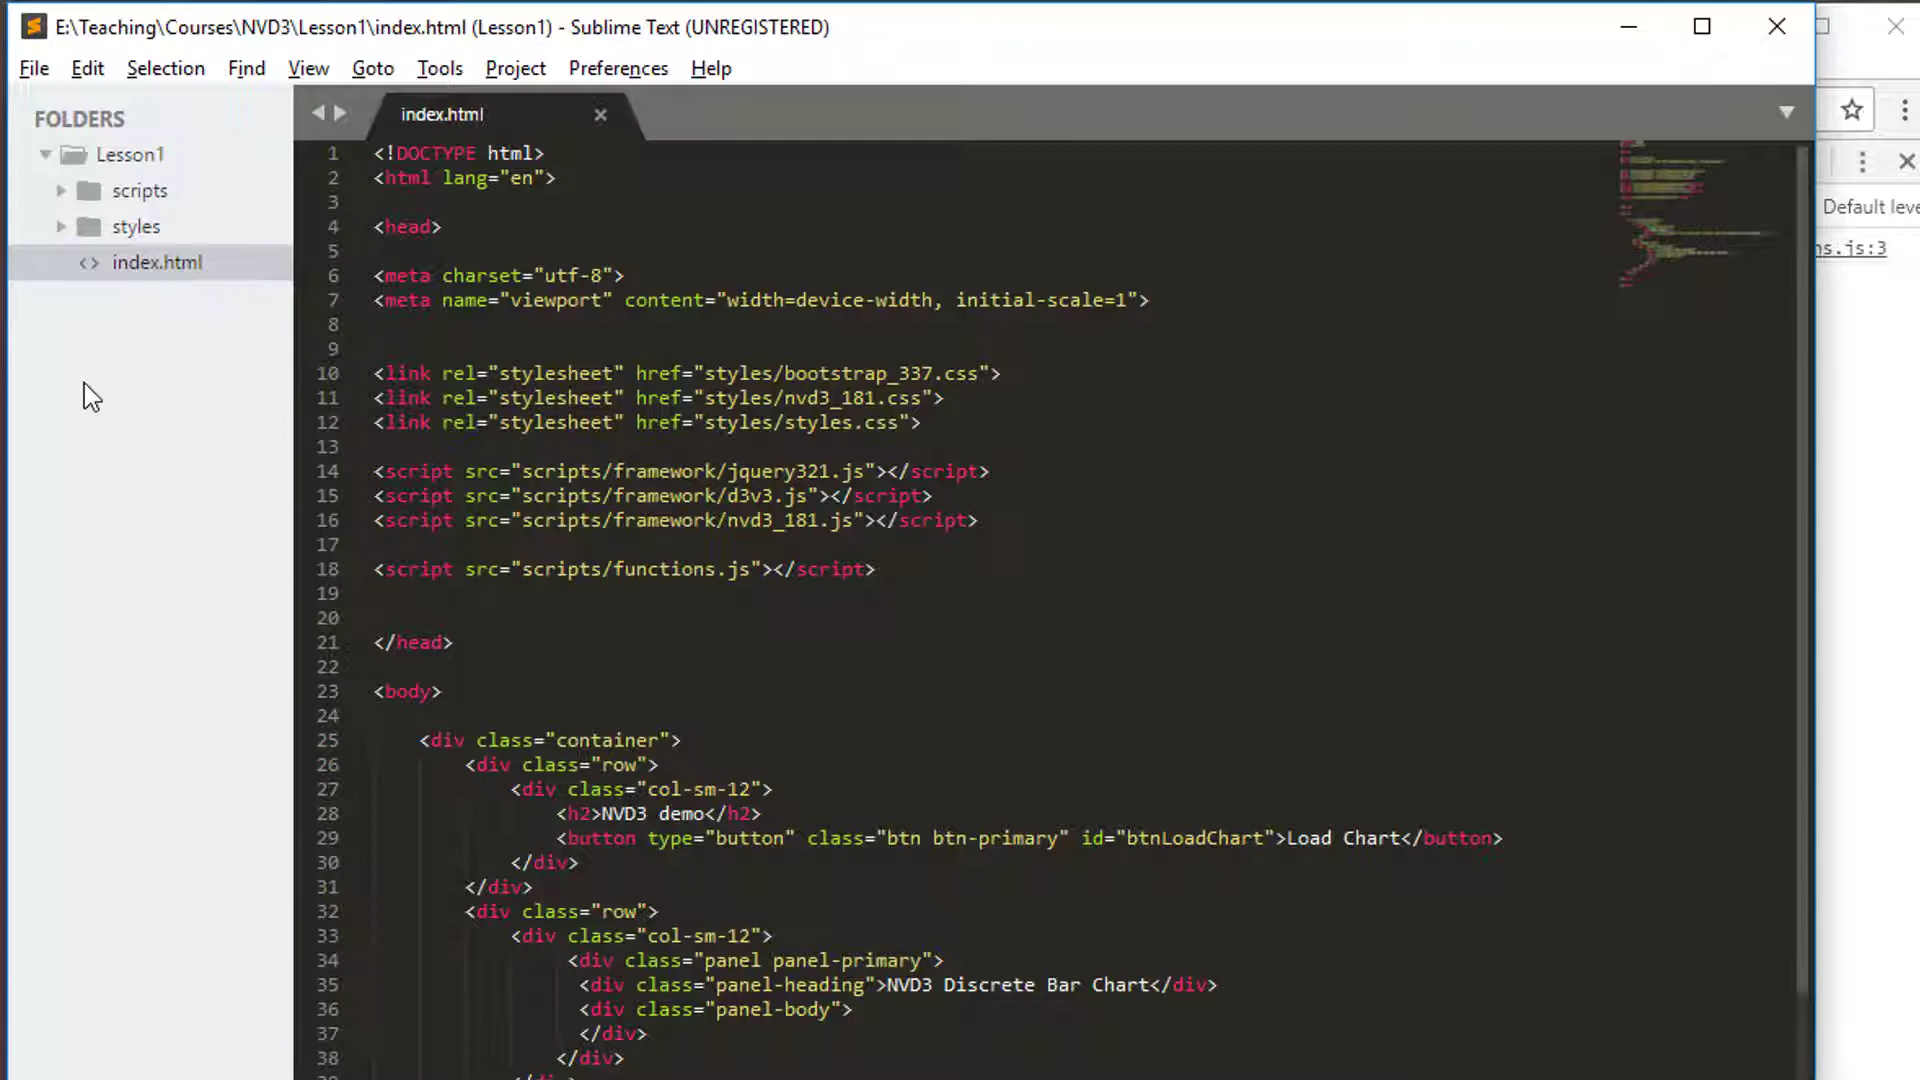 E:\Teaching\Courses\NVD3\Lesson1\index.html (Lesson1) - Sublime Text (UNREGISTERED)
File Edit Selection Find View Goto Tools Project Preferences Help
FOLDERS
Lesson1
scripts
styles
index.html
index.html
1 <!DOCTYPE html>
2 <html lang="en">
3
4 <head>
5
6 <meta charset="utf-8">
7 <meta name="viewport" content="width=device-width, initial-scale=1">
8
9
10 <link rel="stylesheet" href="styles/bootstrap_337.css">
11 <link rel="stylesheet" href="styles/nvd3_181.css">
12 <link rel="stylesheet" href="styles/styles.css">
13
14 <script src="scripts/framework/jquery321.js"></script>
15 <script src="scripts/framework/d3v3.js"></script>
16 <script src="scripts/framework/nvd3_181.js"></script>
17
18 <script src="scripts/functions.js"></script>
19
20
21 </head>
22
23 <body>
24
25 <div class="container">
26 <div class="row">
27 <div class="col-sm-12">
28 <h2>NVD3 demo</h2>
29 <button type="button" class="btn btn-primary" id="btnLoadChart">Load Chart</button>
30 </div>
31 </div>
32 <div class="row">
33 <div class="col-sm-12">
34 <div class="panel panel-primary">
35 <div class="panel-heading">NVD3 Discrete Bar Chart</div>
36 <div class="panel-body">
37 </div>
38 </div>
Default leve
ns.js:3